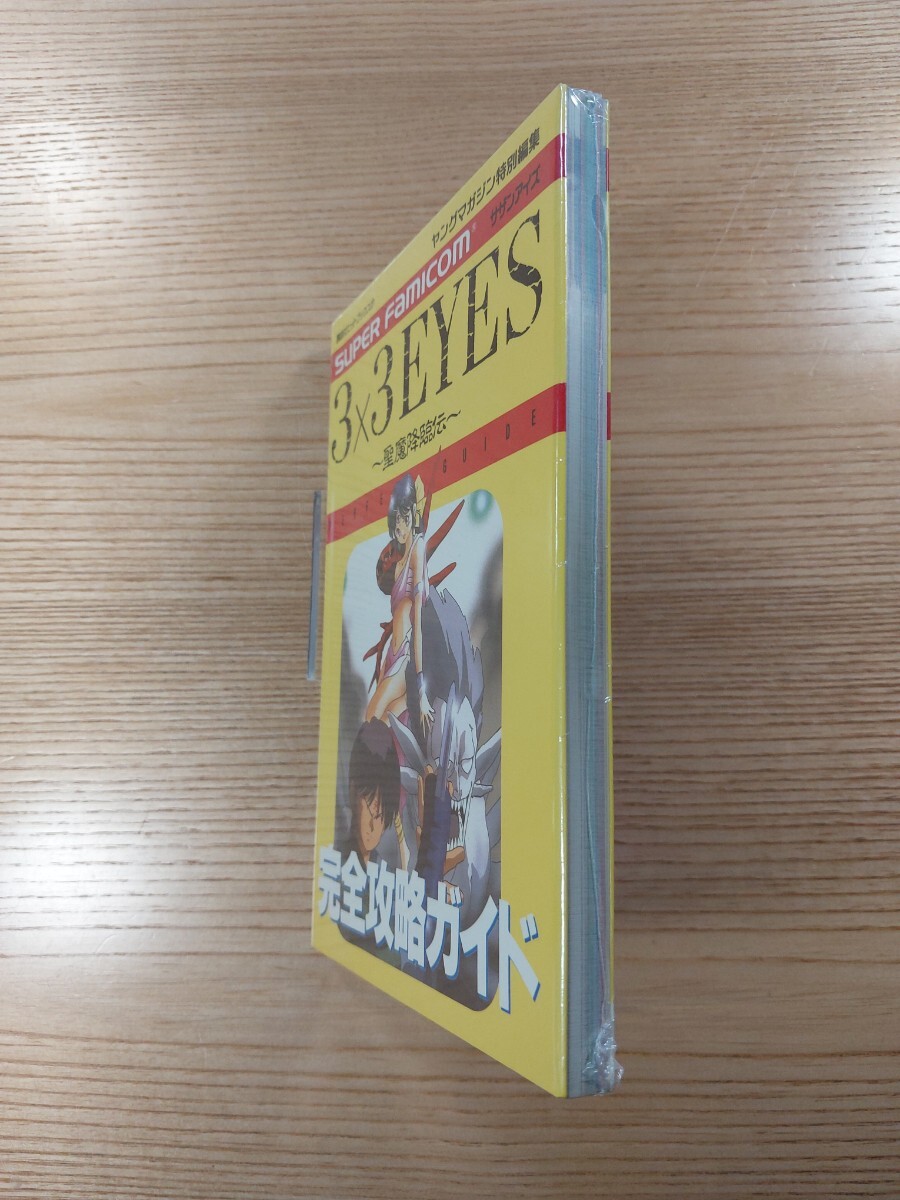 ヤングマガジン特別編集
SUPER FAMICOM
サザンアイズ
3×3EYES
〜聖魔降臨伝〜
GUIDE
完全攻略ガイド